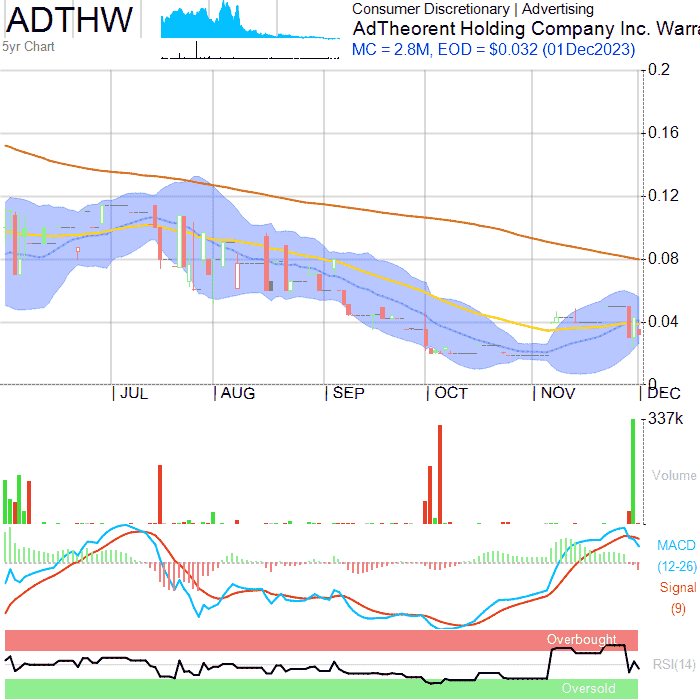 ADTHW
5yr Chart
Consumer Discretionary | Advertising
AdTheorent Holding Company Inc. Warra
MC = 2.8M, EOD = $0.032 (01Dec2023)
0.2
0.16
0.12
0.08
0.04
0
JUL AUG SEP OCT NOV DEC
337k
Volume
MACD
(12-26)
Signal
(9)
Overbought
RSI(14)
Oversold